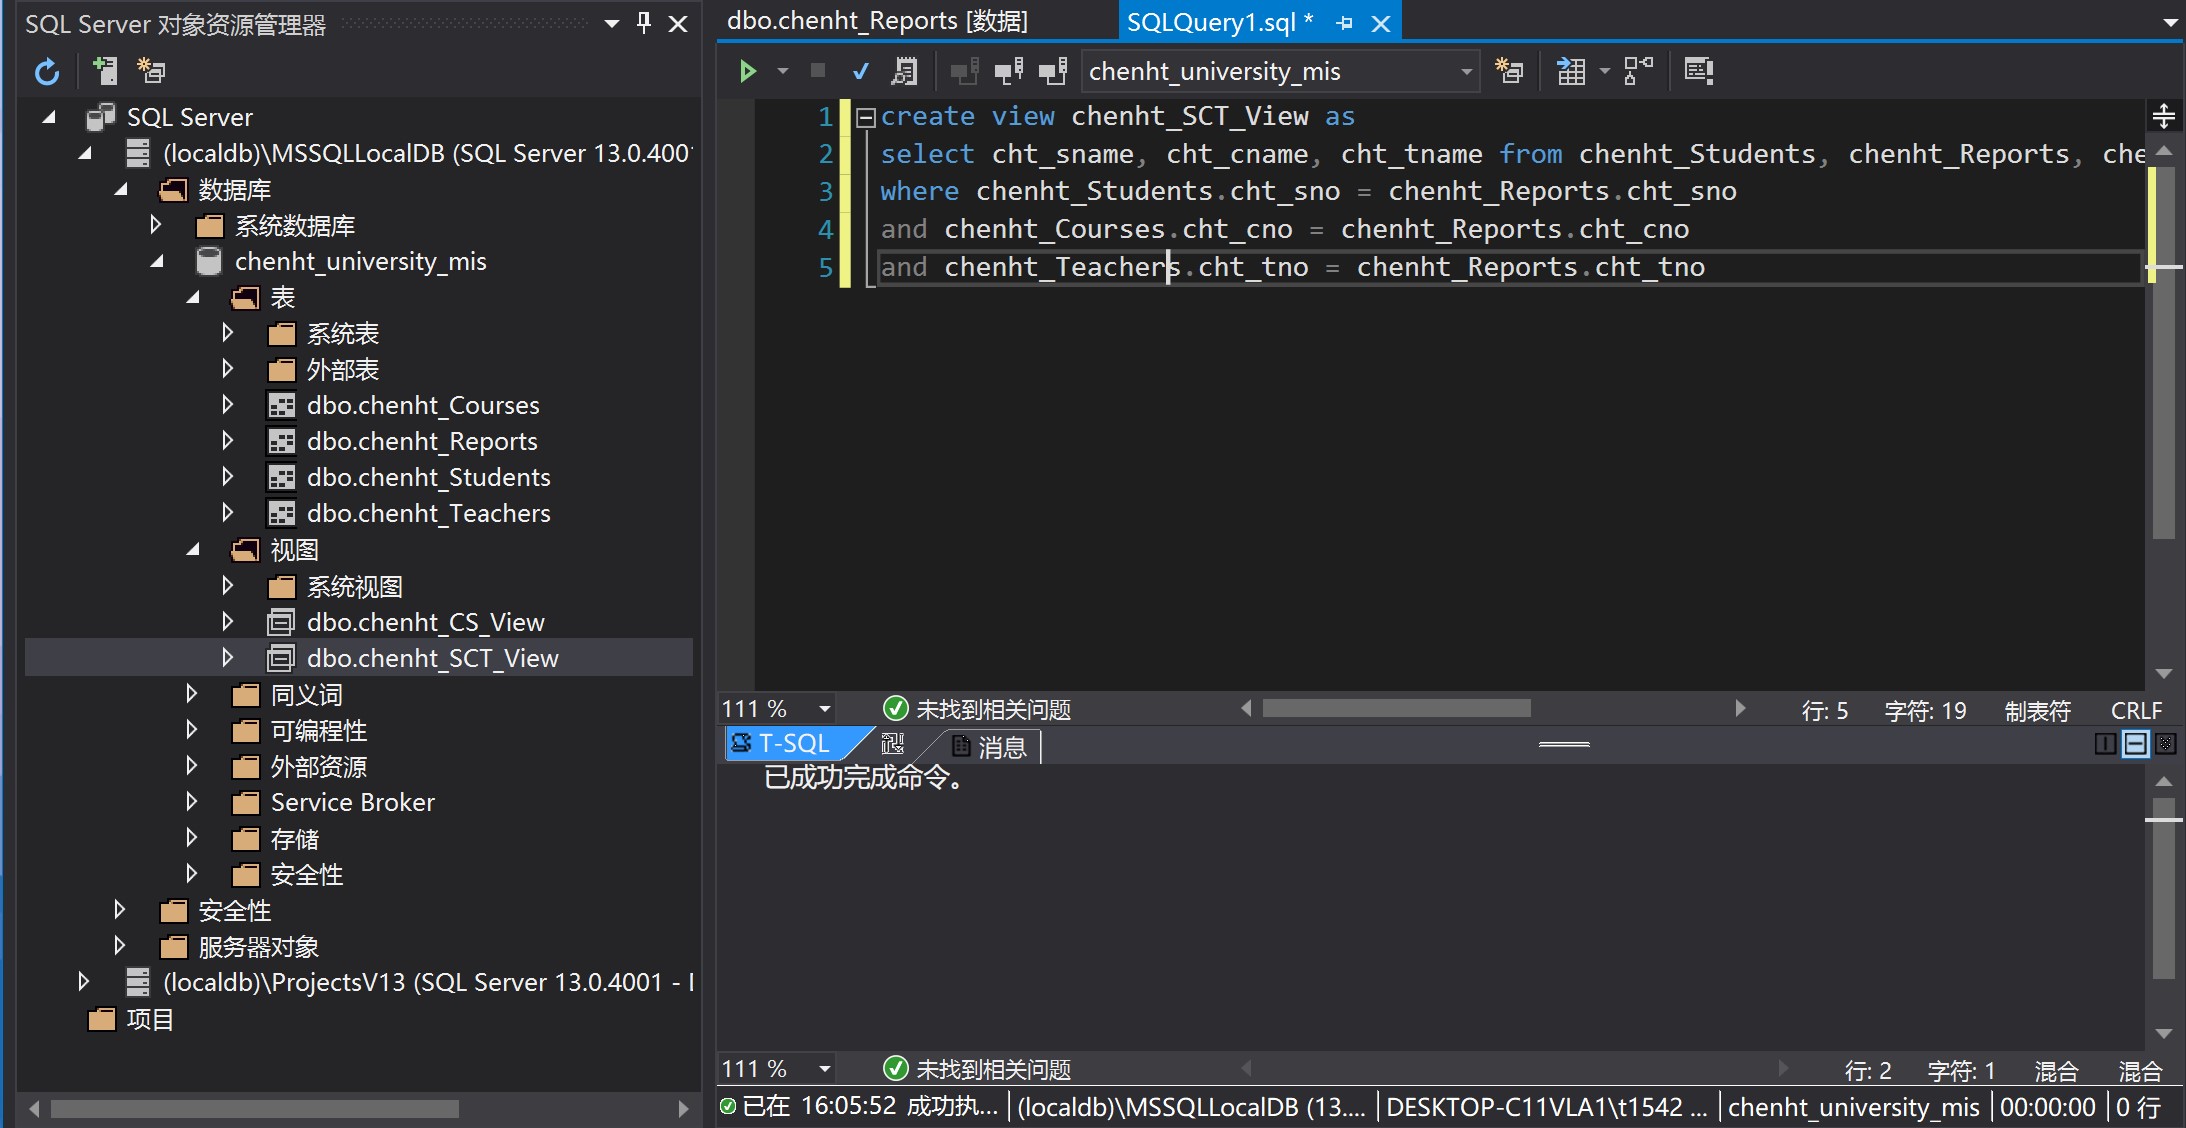 SQL Server 对象资源管理器
SQL Server
(localdb)\MSSQLLocalDB (SQL Server 13.0.4001
数据库
系统数据库
chenht_university_mis
表
系统表
外部表
dbo.chenht_Courses
dbo.chenht_Reports
dbo.chenht_Students
dbo.chenht_Teachers
视图
系统视图
dbo.chenht_CS_View
dbo.chenht_SCT_View
同义词
可编程性
外部资源
Service Broker
存储
安全性
安全性
服务器对象
(localdb)\ProjectsV13 (SQL Server 13.0.4001 -
项目
dbo.chenht_Reports [数据]
SQLQuery1.sql *
chenht_university_mis
1 create view chenht_SCT_View as
2 select cht_sname, cht_cname, cht_tname from chenht_Students, chenht_Reports, che
3 where chenht_Students.cht_sno = chenht_Reports.cht_sno
4 and chenht_Courses.cht_cno = chenht_Reports.cht_cno
5 and chenht_Teachers.cht_tno = chenht_Reports.cht_tno
111 % 未找到相关问题 行: 5 字符: 19 制表符 CRLF
T-SQL 消息
已成功完成命令。
111 % 未找到相关问题 行: 2 字符: 1 混合 混合
已在 16:05:52 成功执... (localdb)\MSSQLLocalDB (13.... DESKTOP-C11VLA1\t1542 ... chenht_university_mis 00:00:00 0 行